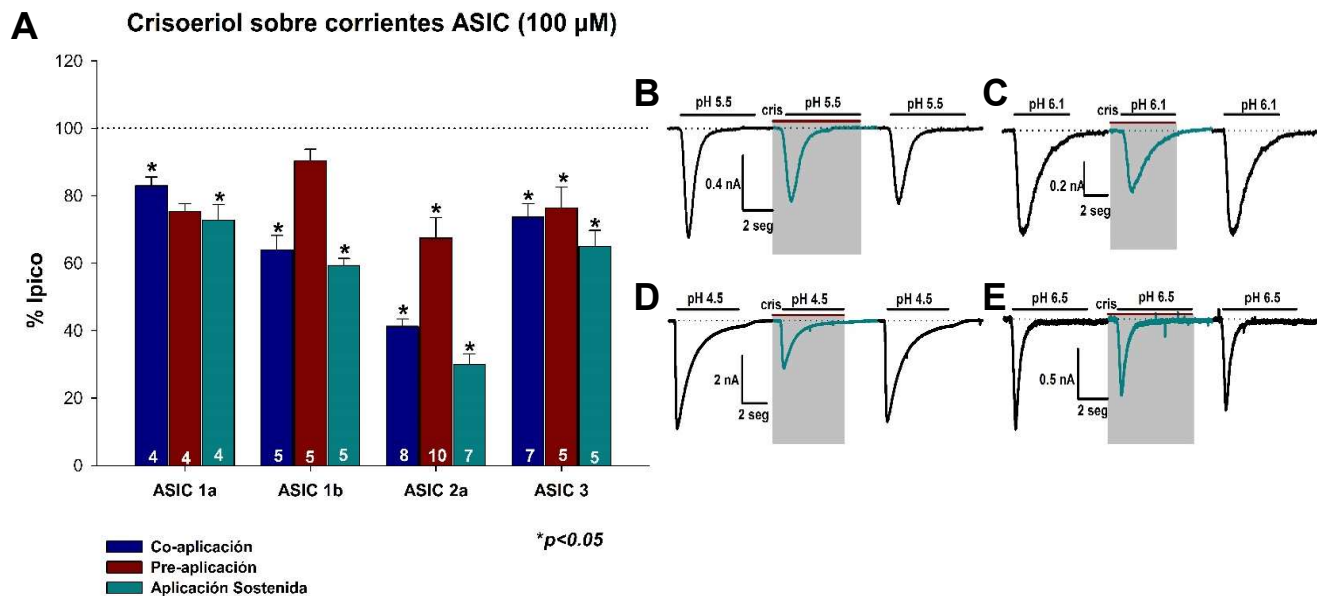 A
Crisoeriol sobre corrientes ASIC (100 µM)
120
100
80
60
40
20
0
% Ipico
* * * * * * * * * *
4 4 4 5 5 5 8 10 7 7 5 5
ASIC 1a ASIC 1b ASIC 2a ASIC 3
*p<0.05
Co-aplicación
Pre-aplicación
Aplicación Sostenida
B
pH 5.5 cris pH 5.5 pH 5.5
0.4 nA
2 seg
C
pH 6.1 cris pH 6.1 pH 6.1
0.2 nA
2 seg
D
pH 4.5 cris pH 4.5 pH 4.5
2 nA
2 seg
E
pH 6.5 cris pH 6.5 pH 6.5
0.5 nA
2 seg